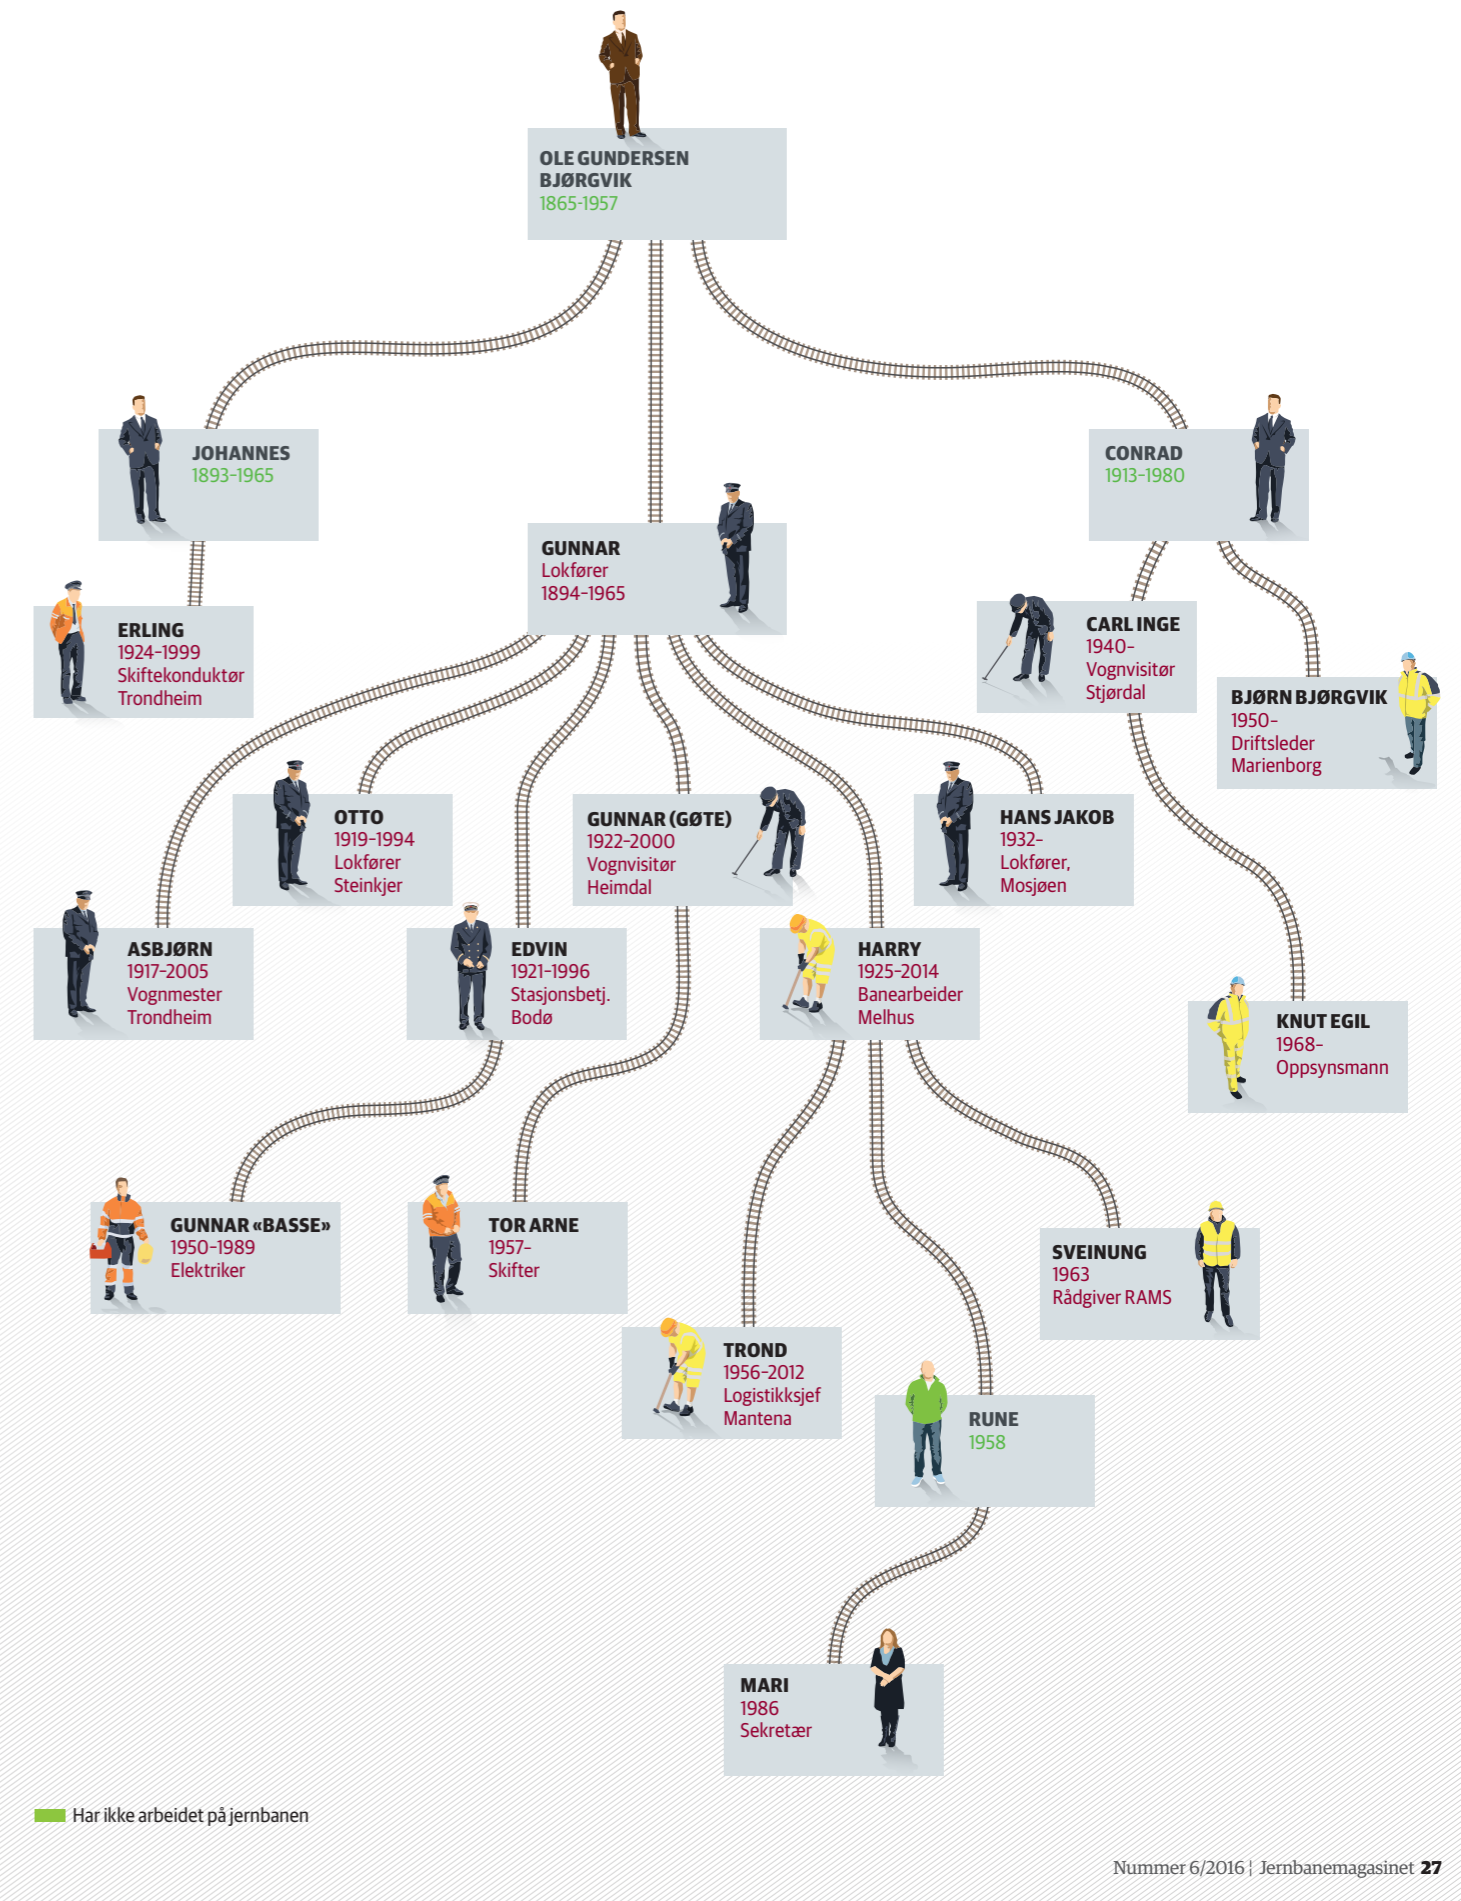 OLE GUNDERSEN
BJØRGVIK
1865-1957
JOHANNES
1893–1965
CONRAD
1913–1980
GUNNAR
Lokfører
1894–1965
ERLING
1924–1999
Skiftekonduktør
Trondheim
CARL INGE
1940–
Vognvisitør
Stjørdal
BJØRN BJØRGVIK
1950–
Driftsleder
Marienborg
OTTO
1919–1994
Lokfører
Steinkjer
GUNNAR (GØTE)
1922–2000
Vognvisitør
Heimdal
HANS JAKOB
1932–
Lokfører,
Mosjøen
ASBJØRN
1917–2005
Vognmester
Trondheim
EDVIN
1921–1996
Stasjonsbetj.
Bodø
HARRY
1925–2014
Banearbeider
Melhus
KNUT EGIL
1968–
Oppsynsmann
GUNNAR «BASSE»
1950–1989
Elektriker
TOR ARNE
1957–
Skifter
SVEINUNG
1963
Rådgiver RAMS
TROND
1956–2012
Logistikksjef
Mantena
RUNE
1958
MARI
1986
Sekretær
Har ikke arbeidet på jernbanen
Nummer 6/2016 ¦ Jernbanemagasinet 27